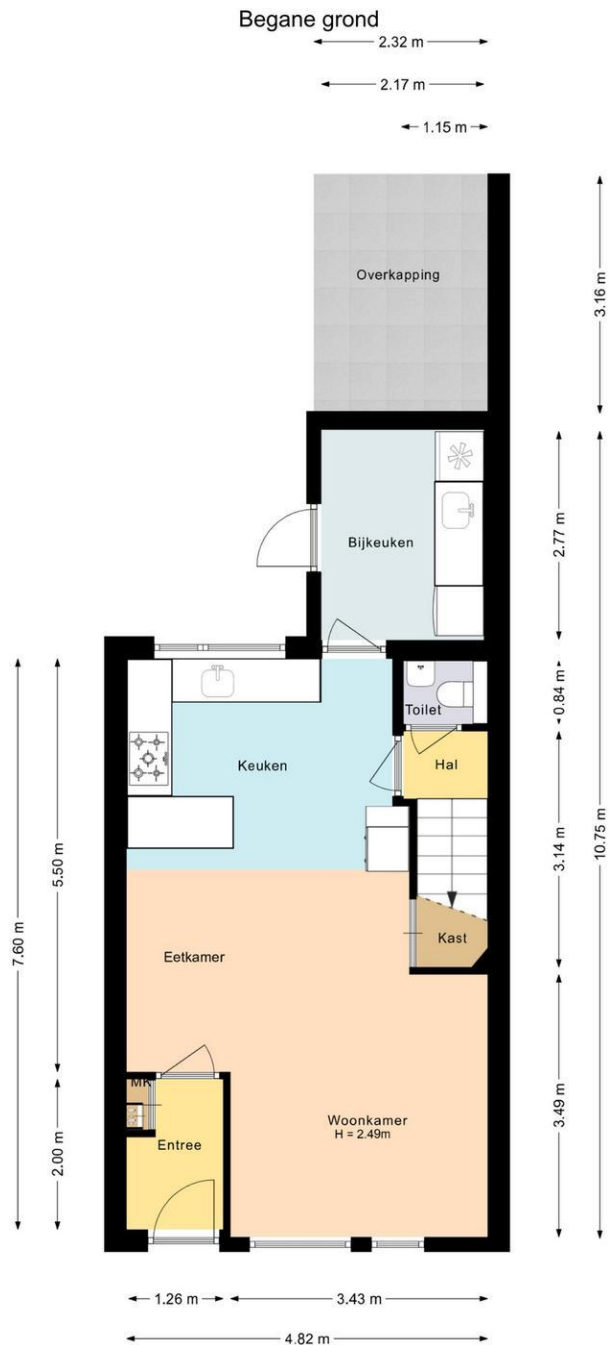 Begane grond
2.32 m
2.17 m
1.15 m
Overkapping
3.16 m
Bijkeuken
2.77 m
Toilet
0.84 m
Keuken
Hal
5.50 m
3.14 m
10.75 m
7.60 m
Kast
Eetkamer
MK
Woonkamer
H = 2.49m
Entree
2.00 m
3.49 m
1.26 m
3.43 m
4.82 m